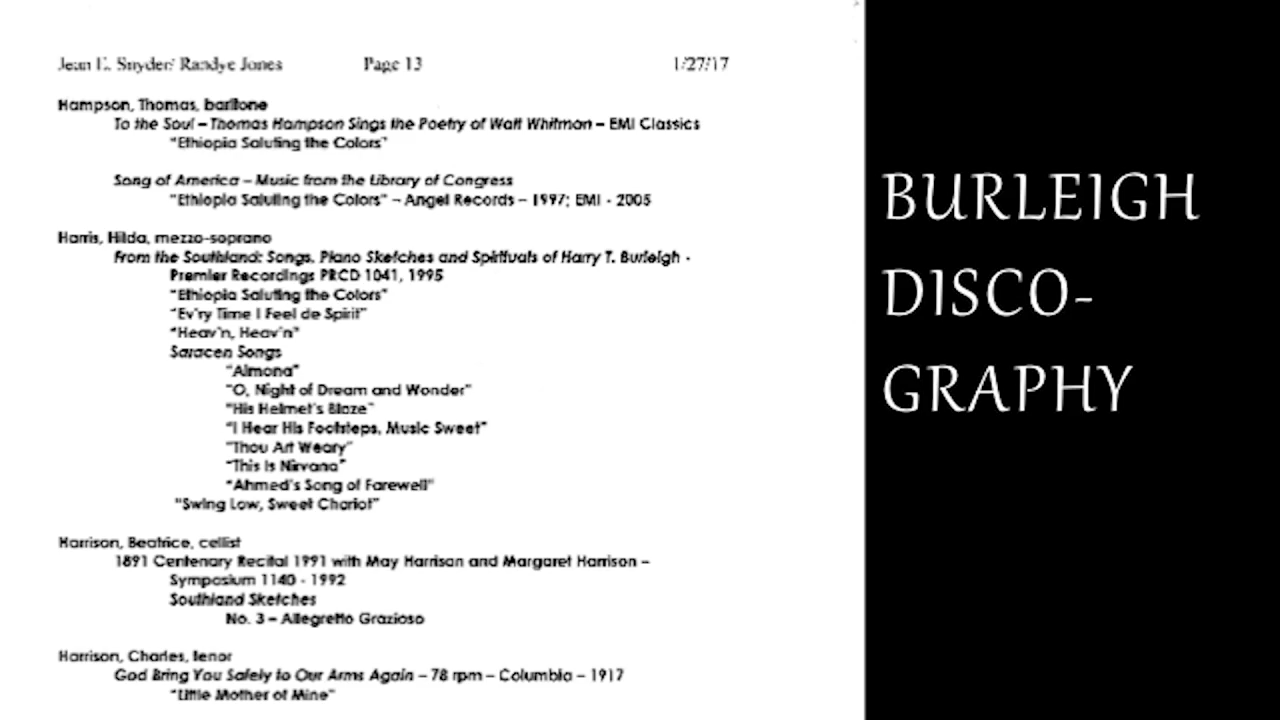 Jean E. Snyder/ Randye Jones Page 13 1/27/17
Hampson, Thomas, baritone
To the Soul – Thomas Hampson Sings the Poetry of Walt Whitman – EMI Classics
"Ethiopia Saluting the Colors"
Song of America – Music from the Library of Congress
"Ethiopia Saluting the Colors" – Angel Records – 1997; EMI - 2005
Harris, Hilda, mezzo-soprano
From the Southland: Songs, Piano Sketches and Spirituals of Harry T. Burleigh -
Premier Recordings PRCD 1041, 1995
"Ethiopia Saluting the Colors"
"Ev'ry Time I Feel de Spirit"
"Heav'n, Heav'n"
Saracen Songs
"Almona"
"O, Night of Dream and Wonder"
"His Helmet's Blaze"
"I Hear His Footsteps, Music Sweet"
"Thou Art Weary"
"This Is Nirvana"
"Ahmed's Song of Farewell"
"Swing Low, Sweet Chariot"
Harrison, Beatrice, cellist
1891 Centenary Recital 1991 with May Harrison and Margaret Harrison –
Symposium 1140 - 1992
Southland Sketches
No. 3 – Allegretto Grazioso
Harrison, Charles, tenor
God Bring You Safely to Our Arms Again – 78 rpm – Columbia – 1917
"Little Mother of Mine"
BURLEIGH
DISCO-
GRAPHY